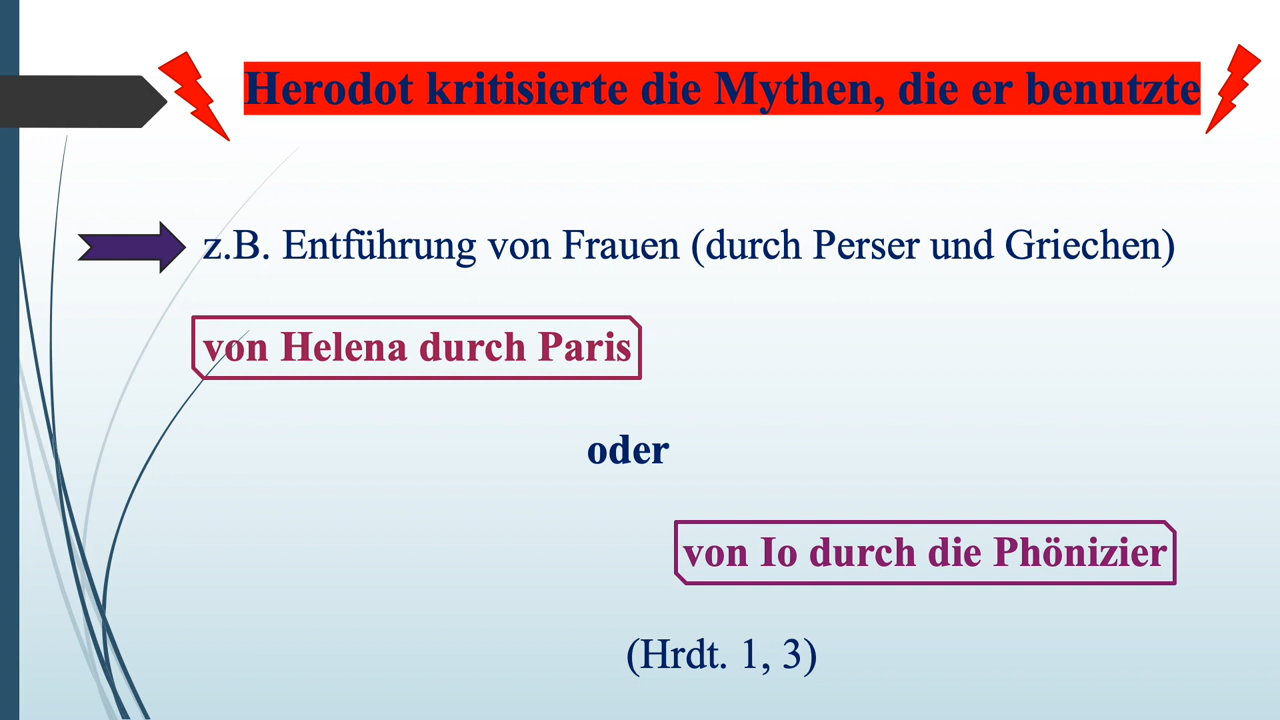 Herodot kritisierte die Mythen, die er benutzte
z.B. Entführung von Frauen (durch Perser und Griechen)
von Helena durch Paris
oder
von Io durch die Phönizier
(Hrdt. 1, 3)